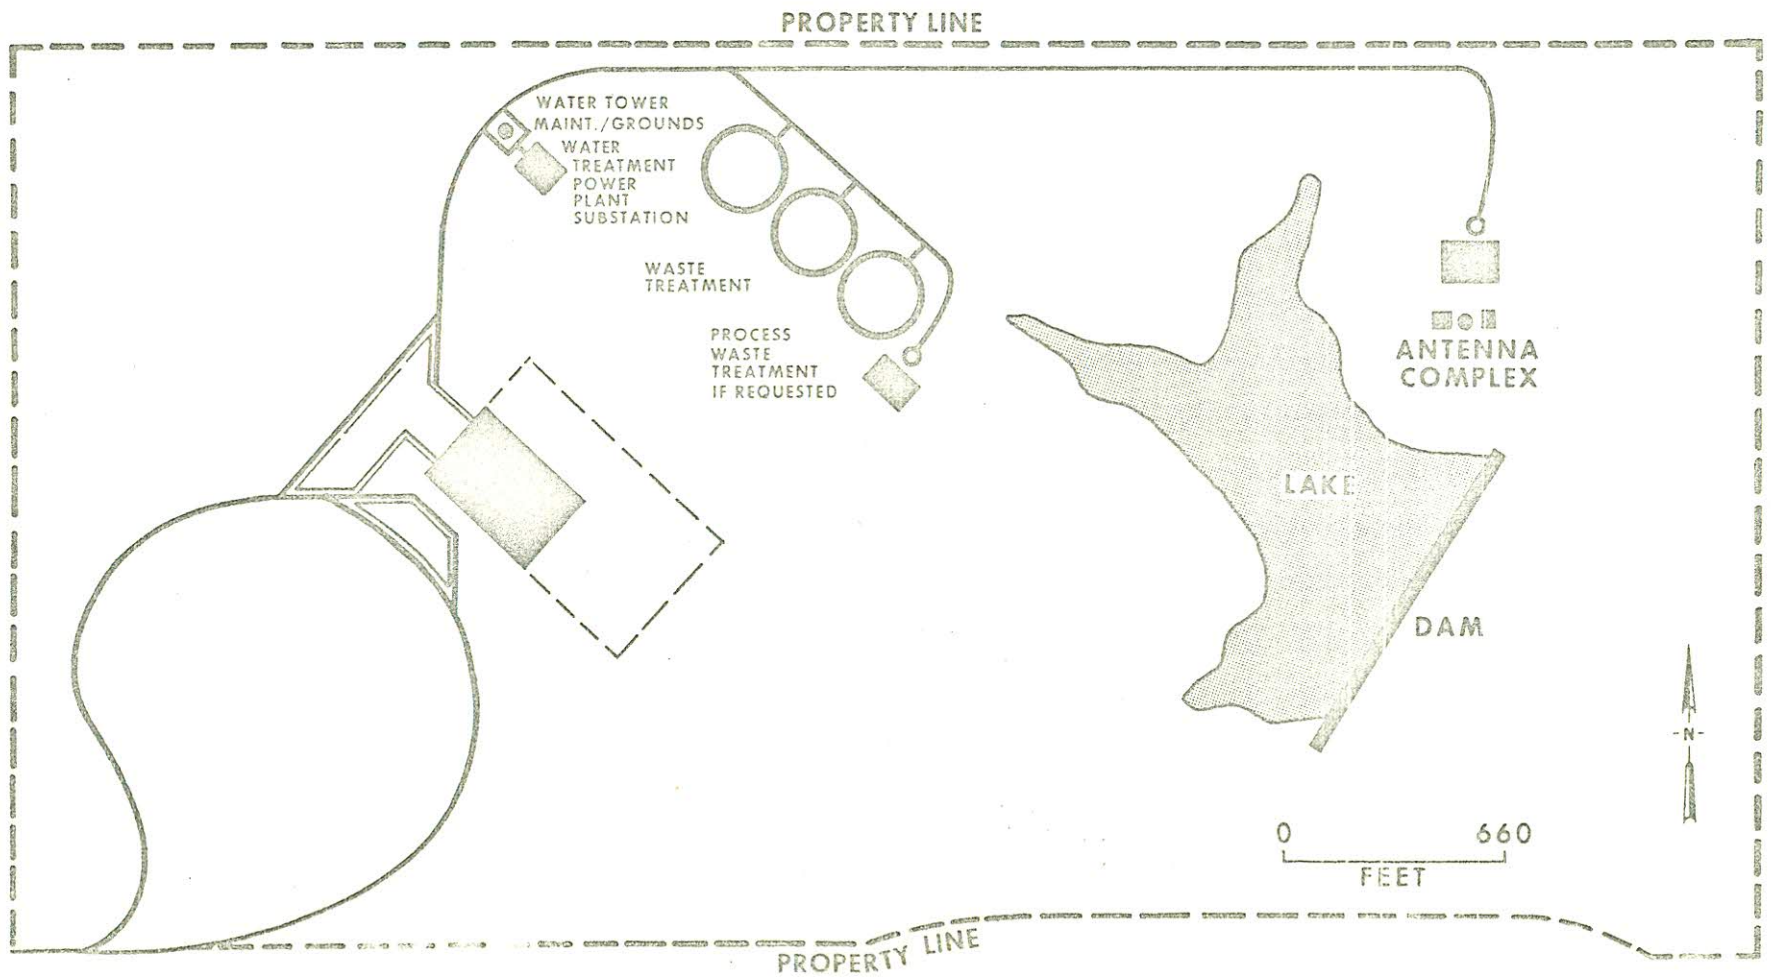 PROPERTY LINE
WATER TOWER
MAINT./GROUNDS
WATER
TREATMENT
POWER
PLANT
SUBSTATION
WASTE
TREATMENT
PROCESS
WASTE
TREATMENT
IF REQUESTED
ANTENNA
COMPLEX
LAKE
DAM
-N-
0 660
FEET
PROPERTY LINE